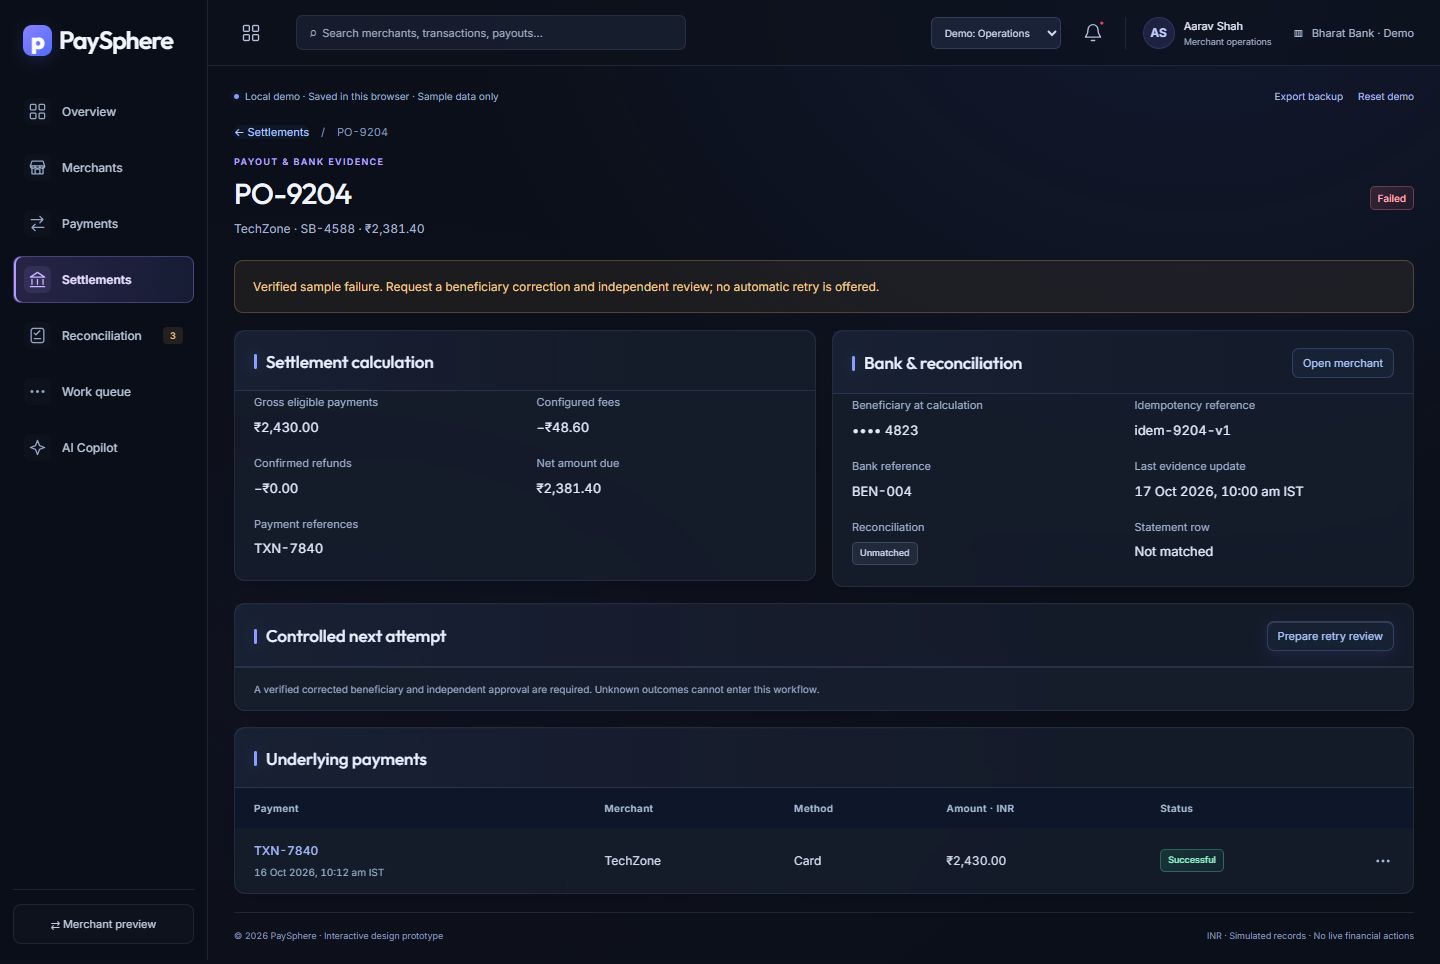 PaySphere
Search merchants, transactions, payouts...
Demo: Operations
AS
Aarav Shah
Merchant operations
Bharat Bank · Demo
Overview
Merchants
Payments
Settlements
Reconciliation 3
Work queue
AI Copilot
⇄ Merchant preview
Local demo · Saved in this browser · Sample data only
Export backup
Reset demo
← Settlements / PO-9204
PAYOUT & BANK EVIDENCE
PO-9204
Failed
TechZone · SB-4588 · ₹2,381.40
Verified sample failure. Request a beneficiary correction and independent review; no automatic retry is offered.
Settlement calculation
Gross eligible payments
₹2,430.00
Configured fees
−₹48.60
Confirmed refunds
−₹0.00
Net amount due
₹2,381.40
Payment references
TXN-7840
Bank & reconciliation
Open merchant
Beneficiary at calculation
•••• 4823
Idempotency reference
idem-9204-v1
Bank reference
BEN-004
Last evidence update
17 Oct 2026, 10:00 am IST
Reconciliation
Unmatched
Statement row
Not matched
Controlled next attempt
Prepare retry review
A verified corrected beneficiary and independent approval are required. Unknown outcomes cannot enter this workflow.
Underlying payments
Payment Merchant Method Amount · INR Status
TXN-7840
16 Oct 2026, 10:12 am IST
TechZone
Card
₹2,430.00
Successful
© 2026 PaySphere · Interactive design prototype
INR · Simulated records · No live financial actions